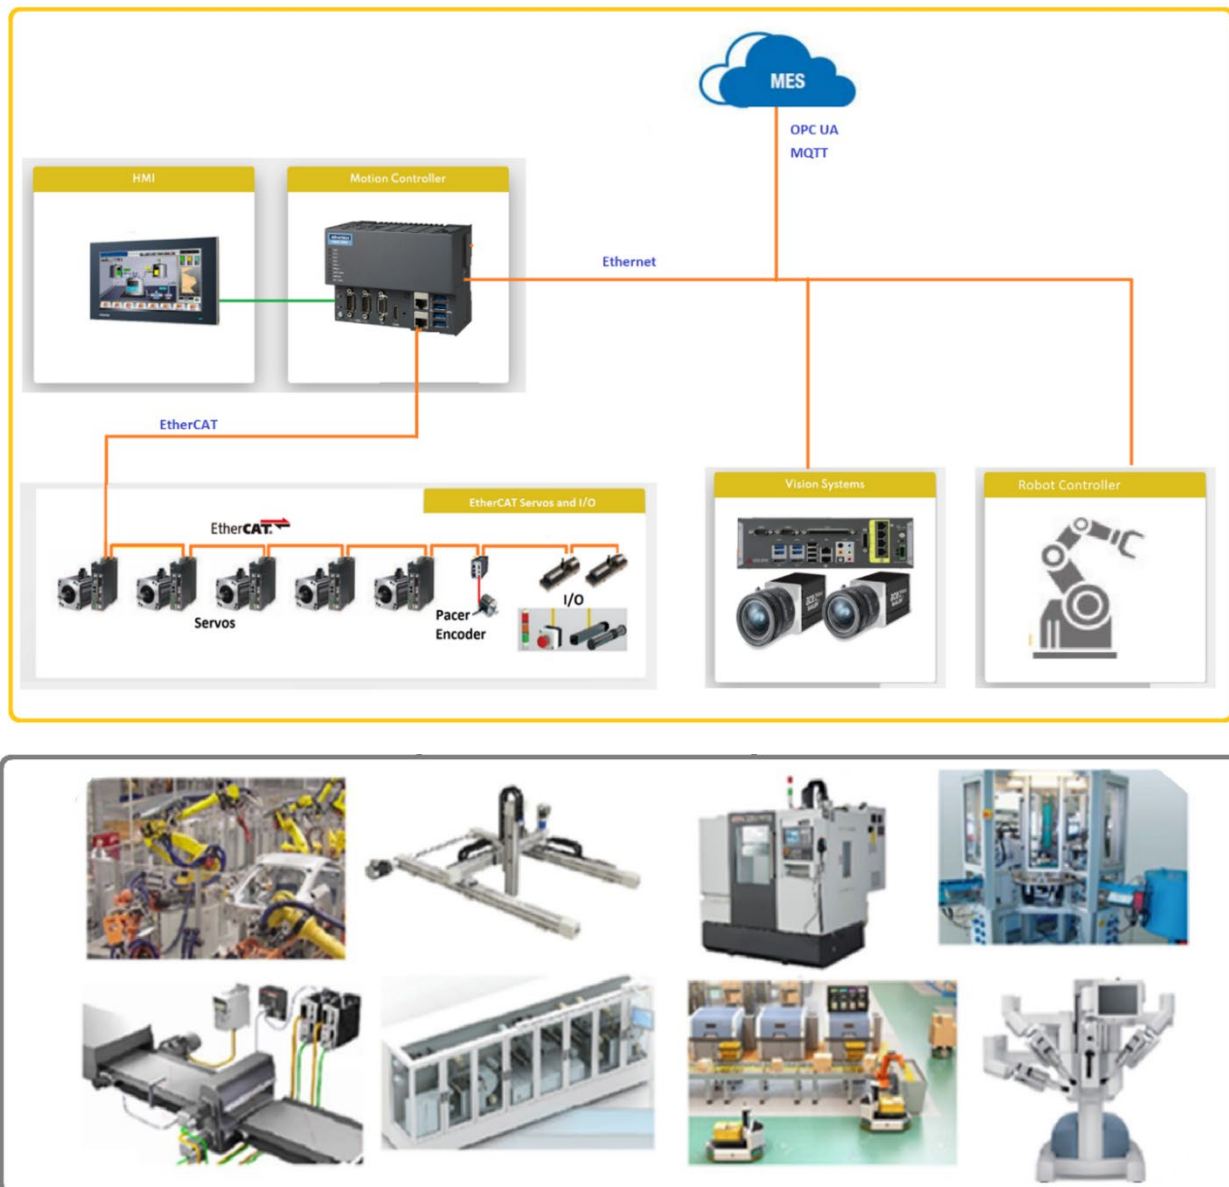 MES
OPC UA
MQTT
HMI
Motion Controller
Ethernet
EtherCAT
Vision Systems
Robot Controller
EtherCAT Servos and I/O
EtherCAT
Servos
Pacer
Encoder
I/O